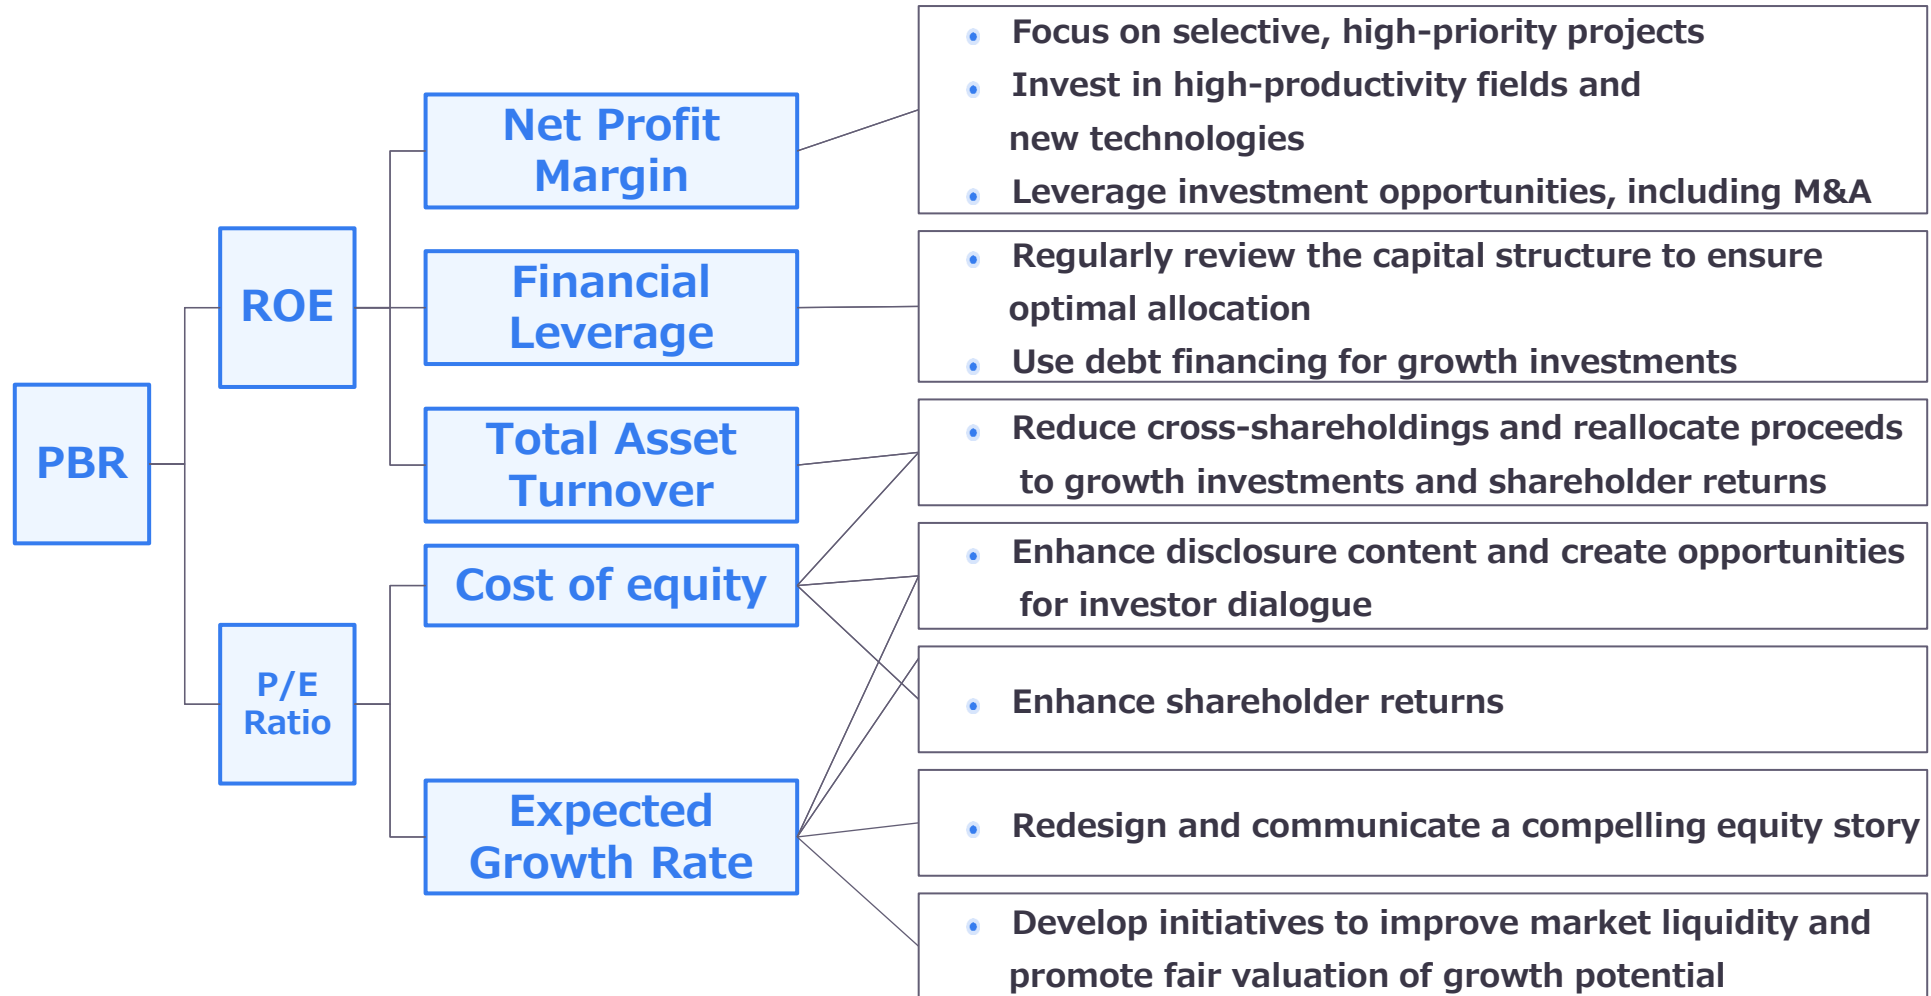 PBR
ROE
P/E
Ratio
Net Profit
Margin
Financial
Leverage
Total Asset
Turnover
Cost of equity
Expected
Growth Rate
Focus on selective, high-priority projects
Invest in high-productivity fields and
new technologies
Leverage investment opportunities, including M&A
Regularly review the capital structure to ensure
optimal allocation
Use debt financing for growth investments
Reduce cross-shareholdings and reallocate proceeds
to growth investments and shareholder returns
Enhance disclosure content and create opportunities
for investor dialogue
Enhance shareholder returns
Redesign and communicate a compelling equity story
Develop initiatives to improve market liquidity and
promote fair valuation of growth potential